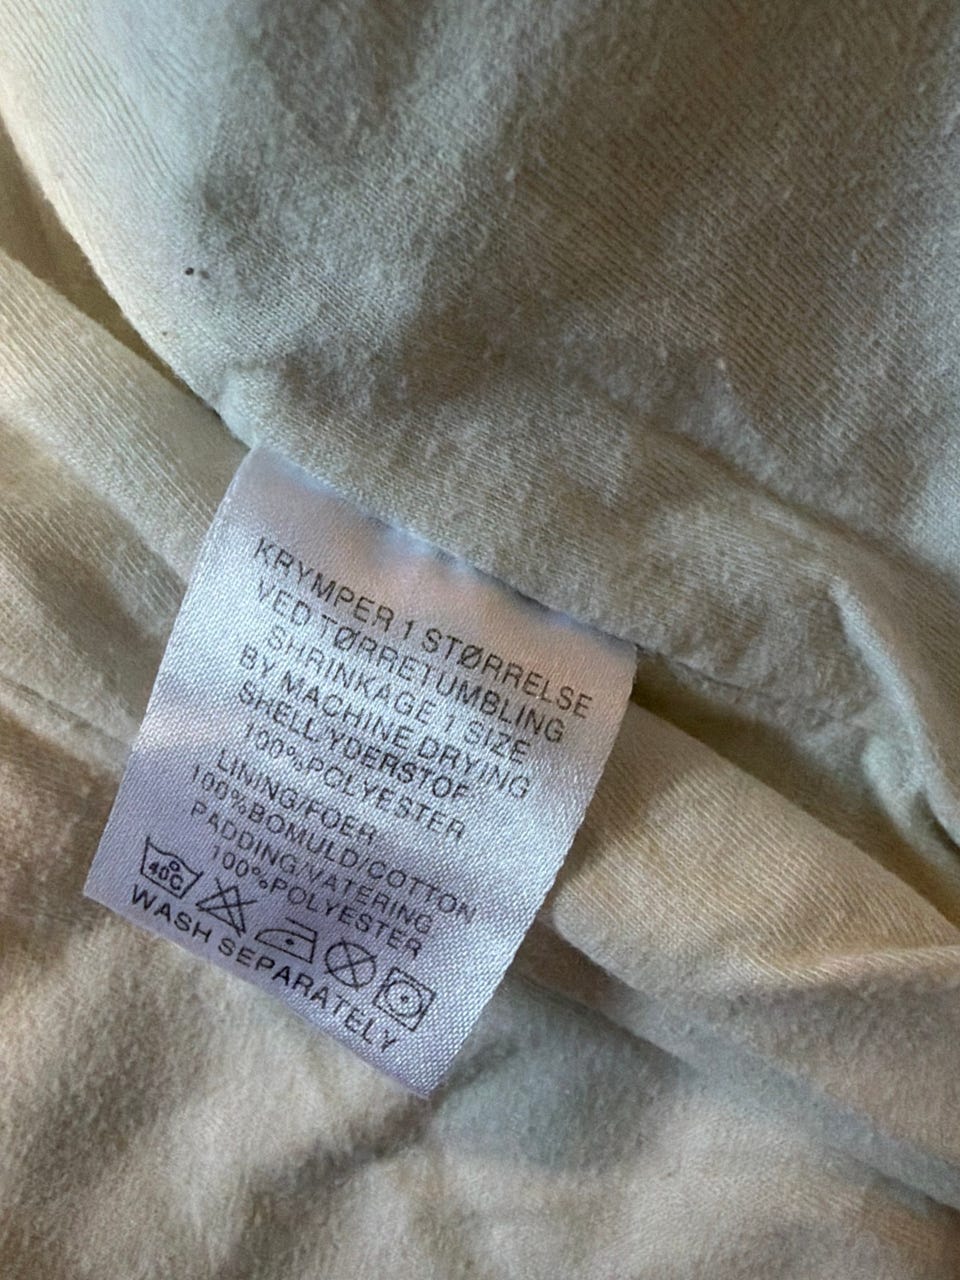 KRYMPER 1 STØRRELSE
VED TØRRETUMBLING
SHRINKAGE 1 SIZE
BY MACHINE DRYING
SHELL/YDERSTOF
100%POLYESTER
LINING/FOER
100%BOMULD/COTTON
PADDING/VATERING
100%POLYESTER
40°C
WASH SEPARATELY